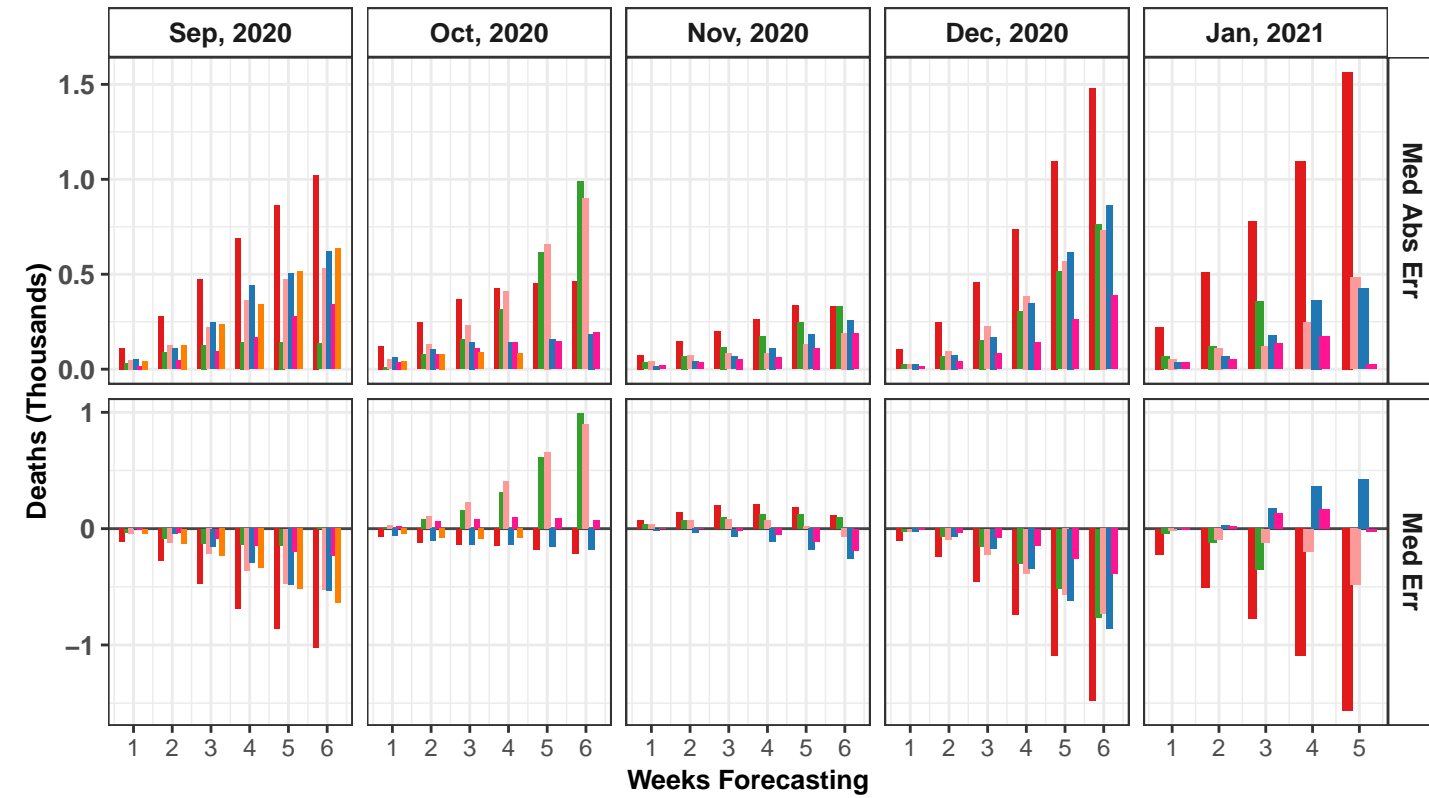 Sep, 2020
Oct, 2020
Nov, 2020
Dec, 2020
Jan, 2021
Deaths (Thousands)
1.5
1.0
0.5
0.0
Med Abs Err
1
0
−1
Med Err
1 2 3 4 5 6
1 2 3 4 5 6
1 2 3 4 5 6
1 2 3 4 5 6
1 2 3 4 5
Weeks Forecasting